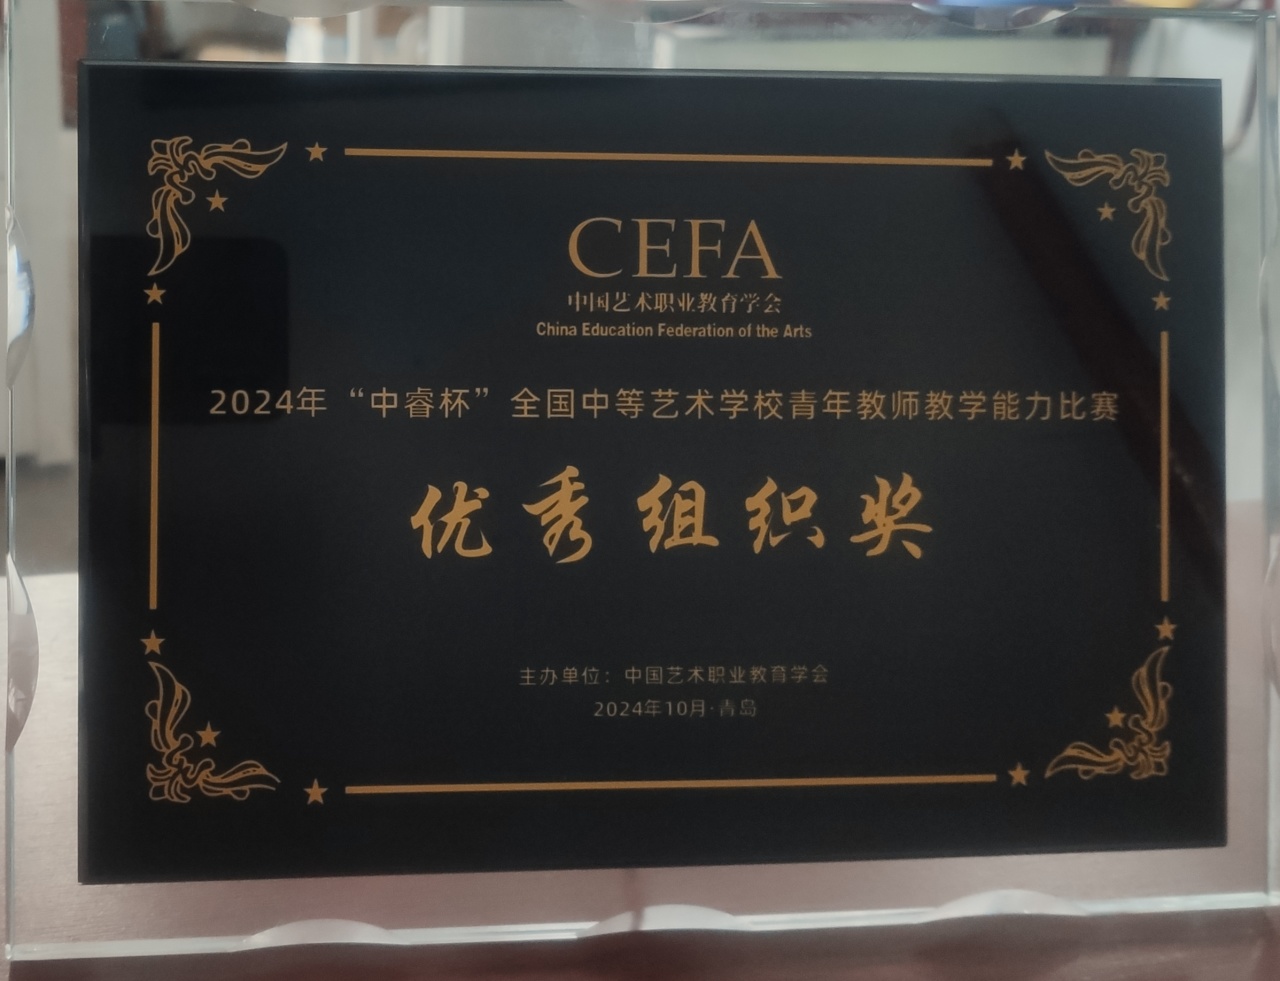 CEFA
中国艺术职业教育学会
China Education Federation of the Arts
2024年“中睿杯”全国中等艺术学校青年教师教学能力比赛
优秀组织奖
主办单位：中国艺术职业教育学会
2024年10月·青岛